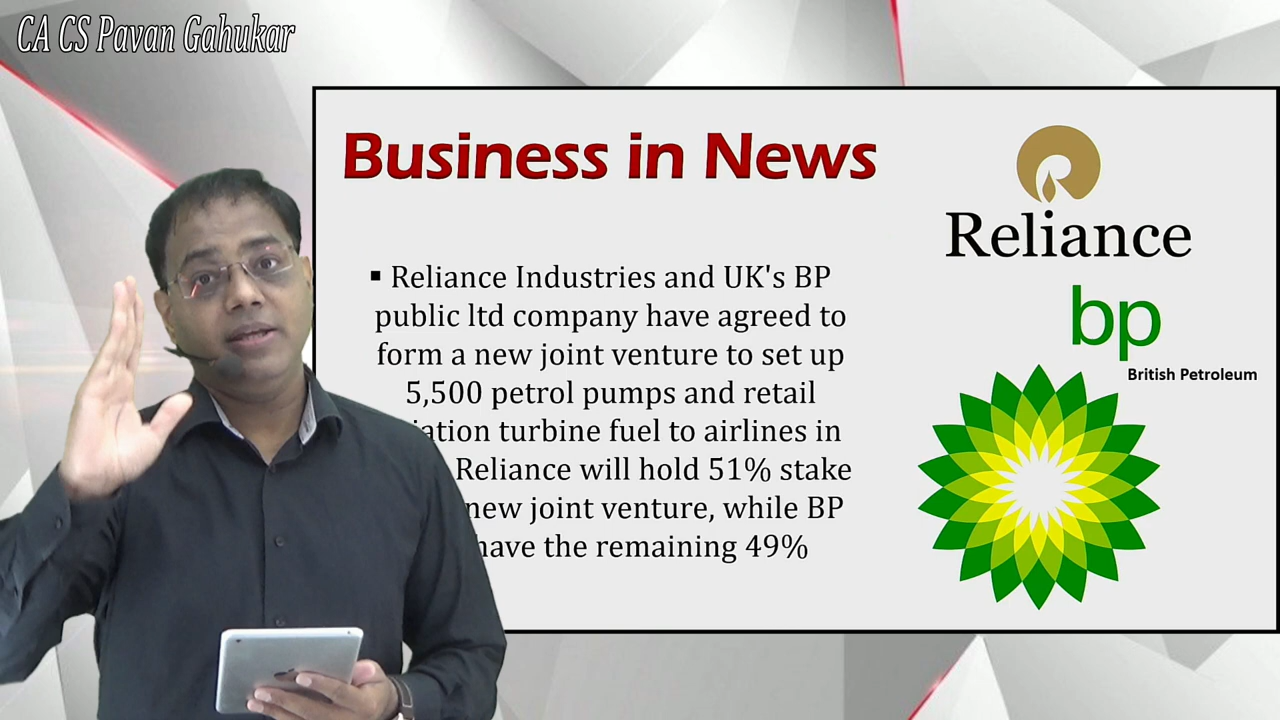 CA CS Pavan Gahukar
Business in News
▪ Reliance Industries and UK's BP
public ltd company have agreed to
form a new joint venture to set up
5,500 petrol pumps and retail
turbine fuel to airlines in
Reliance will hold 51% stake
new joint venture, while BP
have the remaining 49%
Reliance
bp
British Petroleum